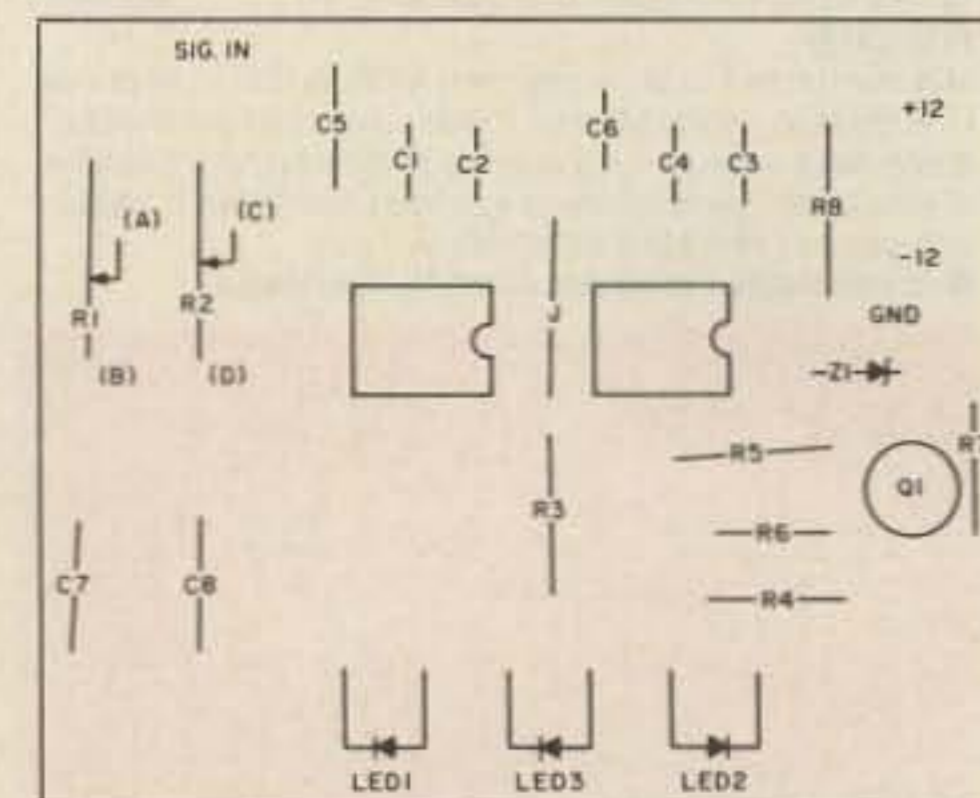 SIG. IN
C5
C6
+12
C1
C2
C4
C3
R8
(A)
(C)
-12
R1
R2
J
GND
(B)
(D)
Z1
R5
R3
Q1
R6
C7
C8
R4
LED1
LED3
LED2